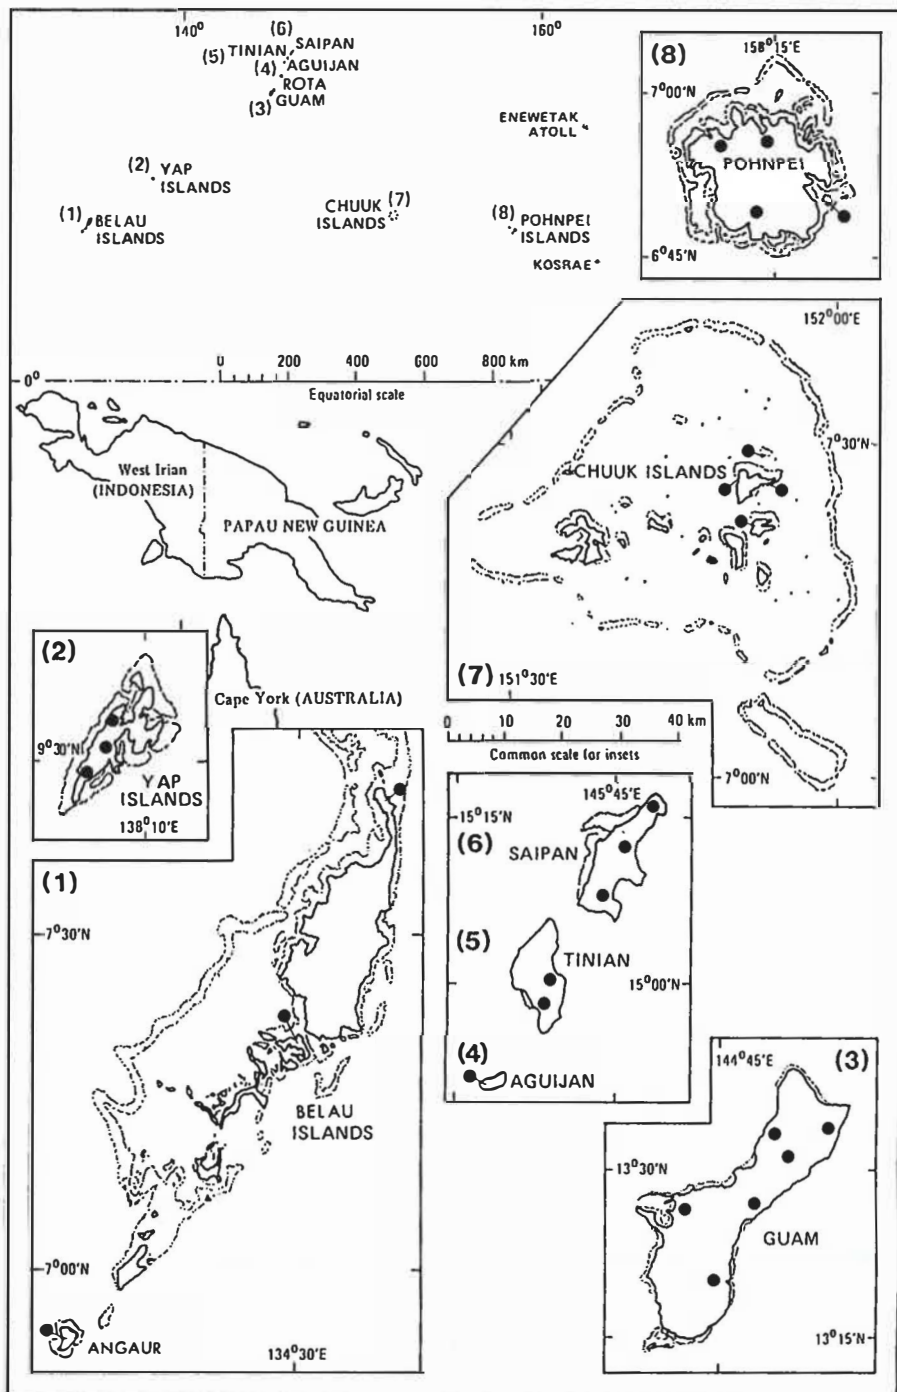 140°
160°
(6)
(5) TINIAN
SAIPAN
(4)
AGUIJAN
ROTA
(3)
GUAM
ENEWETAK
ATOLL
(2)
YAP
ISLANDS
(1)
BELAU
ISLANDS
CHUUK
ISLANDS
(7)
(8)
POHNPEI
ISLANDS
KOSRAE
(8)
158°15'E
7°00'N
POHNPEI
6°45'N
0°
0 200 400 600 800 km
Equatorial scale
West Irian
(INDONESIA)
PAPAU NEW GUINEA
Cape York (AUSTRALIA)
152°00'E
7°30'N
CHUUK ISLANDS
(7)
151°30'E
7°00'N
0 10 20 30 40 km
Common scale for insets
(2)
9°30'N
YAP
ISLANDS
138°10'E
(1)
7°30'N
BELAU
ISLANDS
7°00'N
ANGAUR
134°30'E
145°45'E
15°15'N
(6)
SAIPAN
(5)
TINIAN
15°00'N
(4)
AGUIJAN
144°45'E
(3)
13°30'N
GUAM
13°15'N